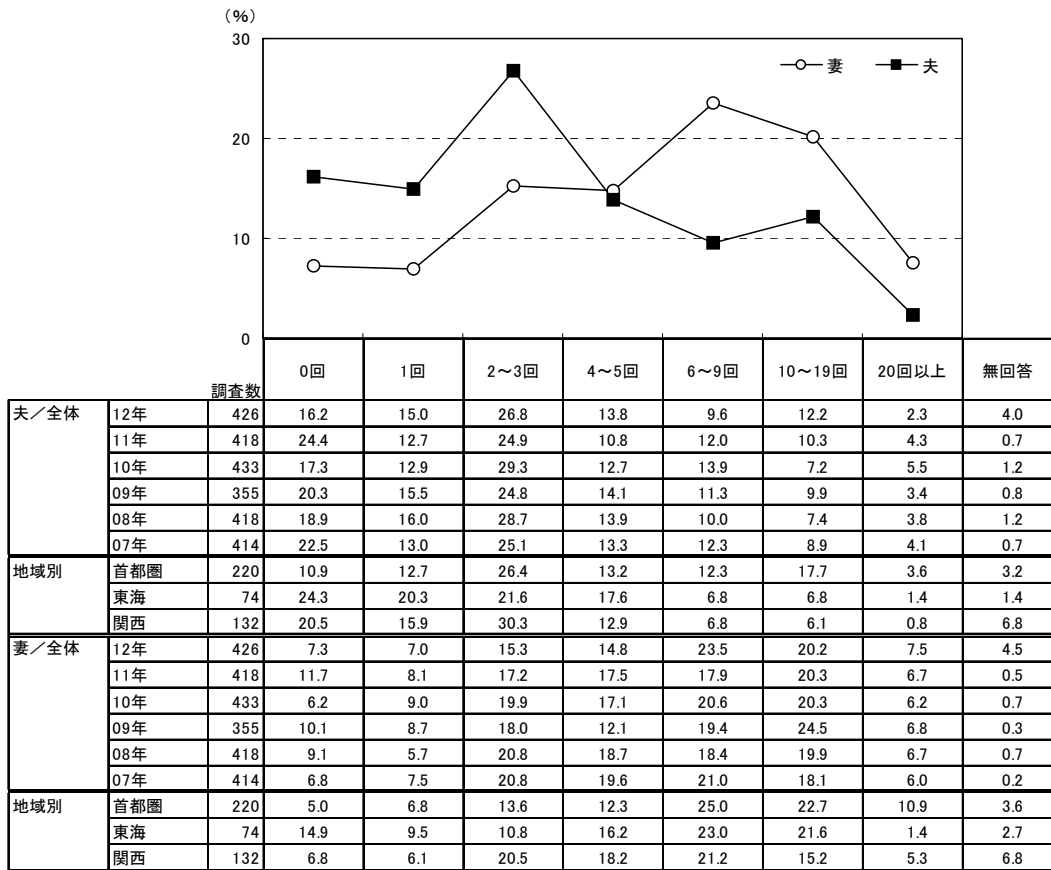 （%）
30
妻 夫
20
10
0
調査数 0回 1回 2～3回 4～5回 6～9回 10～19回 20回以上 無回答
夫／全体 12年 426 16.2 15.0 26.8 13.8 9.6 12.2 2.3 4.0
11年 418 24.4 12.7 24.9 10.8 12.0 10.3 4.3 0.7
10年 433 17.3 12.9 29.3 12.7 13.9 7.2 5.5 1.2
09年 355 20.3 15.5 24.8 14.1 11.3 9.9 3.4 0.8
08年 418 18.9 16.0 28.7 13.9 10.0 7.4 3.8 1.2
07年 414 22.5 13.0 25.1 13.3 12.3 8.9 4.1 0.7
地域別 首都圏 220 10.9 12.7 26.4 13.2 12.3 17.7 3.6 3.2
東海 74 24.3 20.3 21.6 17.6 6.8 6.8 1.4 1.4
関西 132 20.5 15.9 30.3 12.9 6.8 6.1 0.8 6.8
妻／全体 12年 426 7.3 7.0 15.3 14.8 23.5 20.2 7.5 4.5
11年 418 11.7 8.1 17.2 17.5 17.9 20.3 6.7 0.5
10年 433 6.2 9.0 19.9 17.1 20.6 20.3 6.2 0.7
09年 355 10.1 8.7 18.0 12.1 19.4 24.5 6.8 0.3
08年 418 9.1 5.7 20.8 18.7 18.4 19.9 6.7 0.7
07年 414 6.8 7.5 20.8 19.6 21.0 18.1 6.0 0.2
地域別 首都圏 220 5.0 6.8 13.6 12.3 25.0 22.7 10.9 3.6
東海 74 14.9 9.5 10.8 16.2 23.0 21.6 1.4 2.7
関西 132 6.8 6.1 20.5 18.2 21.2 15.2 5.3 6.8